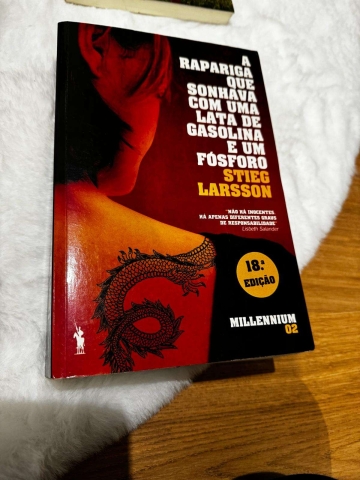 A
RAPARIGA
QUE
SONHAVA
COM UMA
LATA DE
GASOLINA
E UM
FÓSFORO
STIEG
LARSSON
"NÃO HÁ INOCENTES.
HÁ APENAS DIFERENTES GRAUS
DE RESPONSABILIDADE"
Lisbeth Salander
18.ª
EDIÇÃO
MILLENNIUM
02